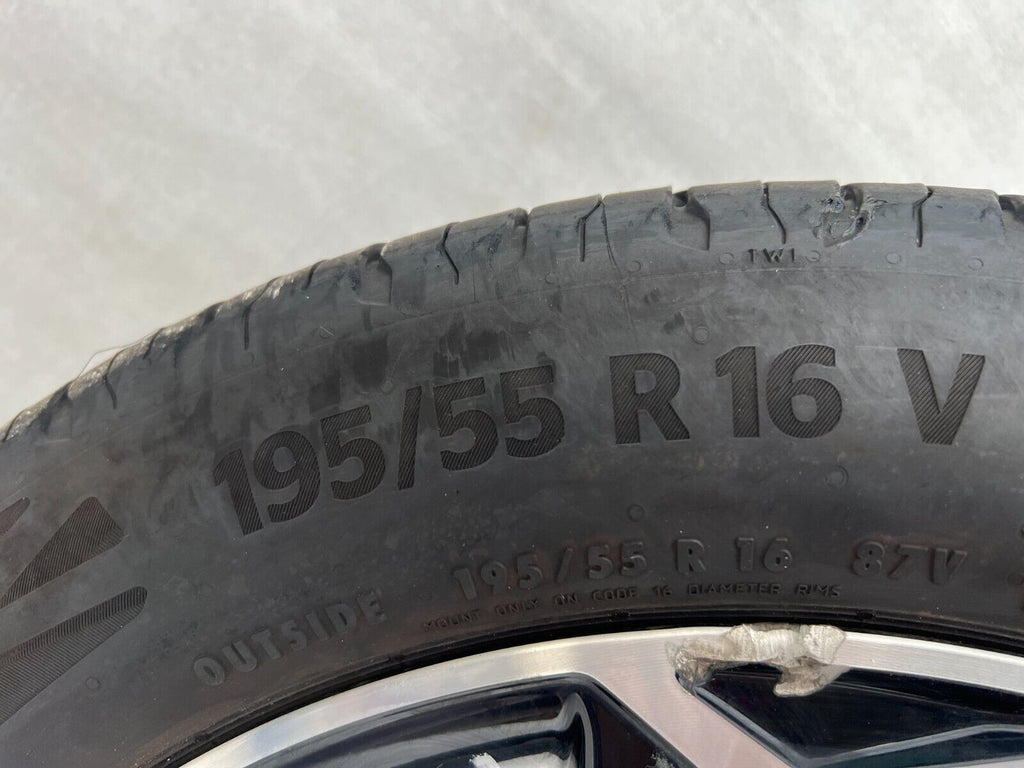 TWI
195/55 R 16 V
195/55 R 16 87V
MOUNT ONLY ON CODE 16 DIAMETER RIMS
OUTSIDE